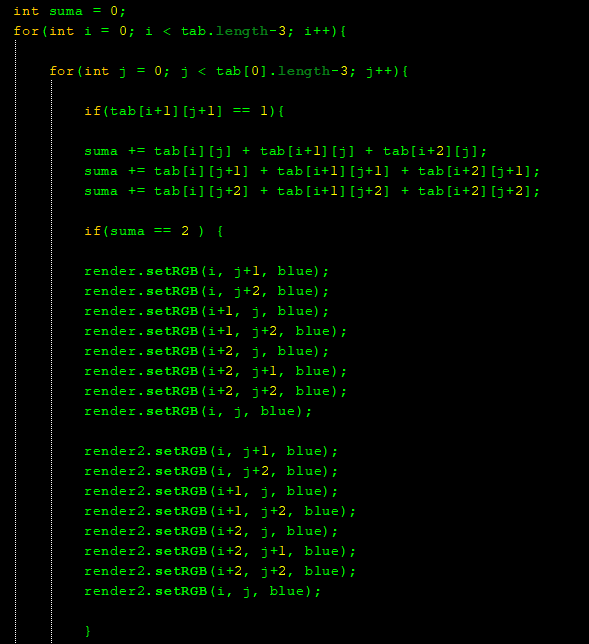 int suma = 0;
for(int i = 0; i < tab.length-3; i++){
for(int j = 0; j < tab[0].length-3; j++){
if(tab[i+1][j+1] == 1){
suma += tab[i][j] + tab[i+1][j] + tab[i+2][j];
suma += tab[i][j+1] + tab[i+1][j+1] + tab[i+2][j+1];
suma += tab[i][j+2] + tab[i+1][j+2] + tab[i+2][j+2];
if(suma == 2 ) {
render.setRGB(i, j+1, blue);
render.setRGB(i, j+2, blue);
render.setRGB(i+1, j, blue);
render.setRGB(i+1, j+2, blue);
render.setRGB(i+2, j, blue);
render.setRGB(i+2, j+1, blue);
render.setRGB(i+2, j+2, blue);
render.setRGB(i, j, blue);
render2.setRGB(i, j+1, blue);
render2.setRGB(i, j+2, blue);
render2.setRGB(i+1, j, blue);
render2.setRGB(i+1, j+2, blue);
render2.setRGB(i+2, j, blue);
render2.setRGB(i+2, j+1, blue);
render2.setRGB(i+2, j+2, blue);
render2.setRGB(i, j, blue);
}